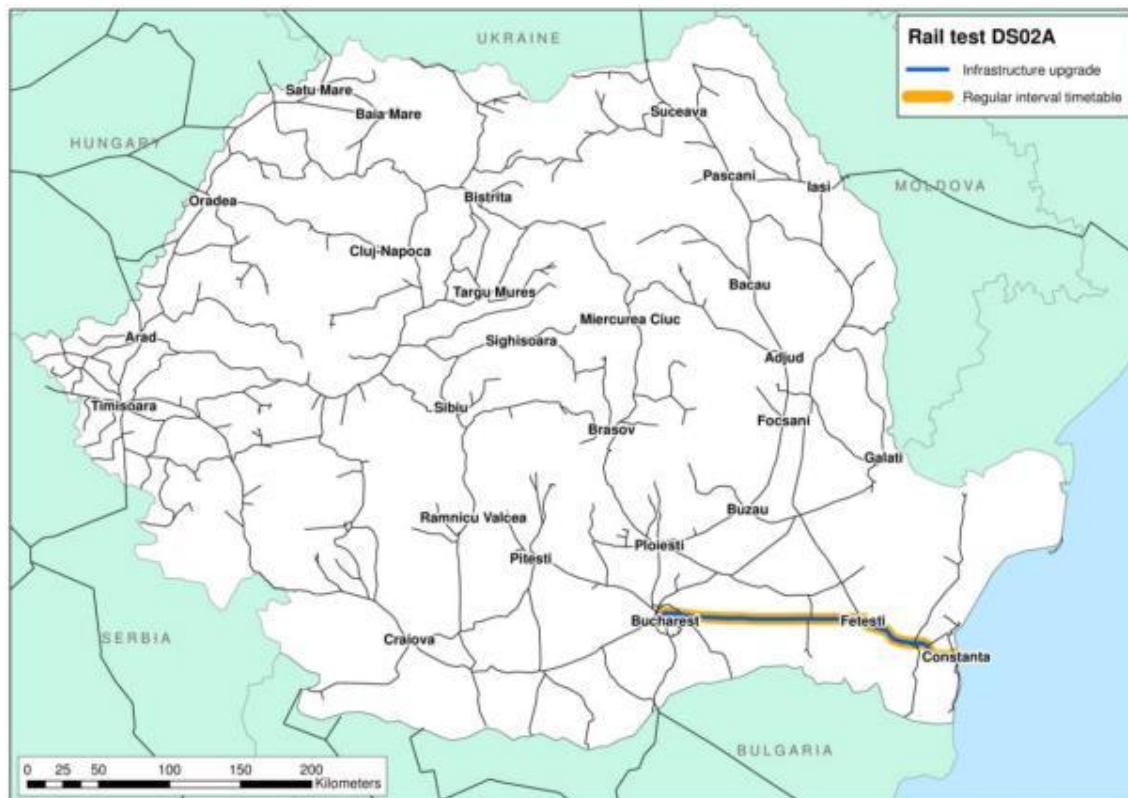 UKRAINE
Rail test DS02A
Infrastructure upgrade
Regular interval timetable
Satu Mare
Baia Mare
Suceava
HUNGARY
Pascani
Iasi
MOLDOVA
Oradea
Bistrita
Cluj-Napoca
Targu Mures
Bacau
Miercurea Ciuc
Arad
Sighisoara
Adjud
Timisoara
Sibiu
Brasov
Focsani
Galati
Ramnicu Valcea
Buzau
Pitesti
Ploiesti
Bucharest
Fetesti
SERBIA
Craiova
Constanta
BULGARIA
0 25 50 100 150 200
Kilometers